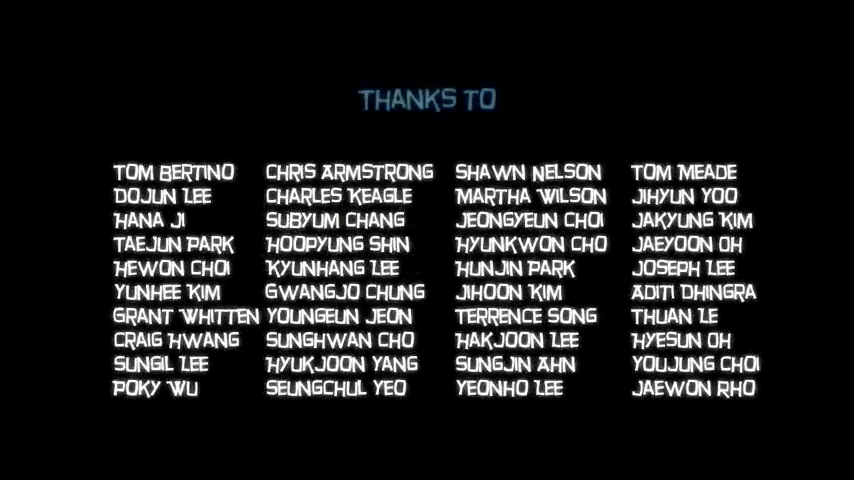 THANKS TO
TOM BERTINO CHRIS ARMSTRONG SHAWN NELSON TOM MEADE
DOJUN LEE CHARLES KEAGLE MARTHA WILSON JIHYUN YOO
HANA JI SUBYUM CHANG JEONGYEUN CHOI JAKYUNG KIM
TAEJUN PARK HOOPYUNG SHIN HYUNKWON CHO JAEYOON OH
HEWON CHOI KYUNHANG LEE HUNJIN PARK JOSEPH LEE
YUNHEE KIM GWANGJO CHUNG JIHOON KIM ADITI DHINGRA
GRANT WHITTEN YOUNGEUN JEON TERRENCE SONG THUAN LE
CRAIG HWANG SUNGHWAN CHO HAKJOON LEE HYESUN OH
SUNGIL LEE HYUKJOON YANG SUNGJIN AHN YOUJUNG CHOI
POKY WU SEUNGCHUL YEO YEONHO LEE JAEWON RHO